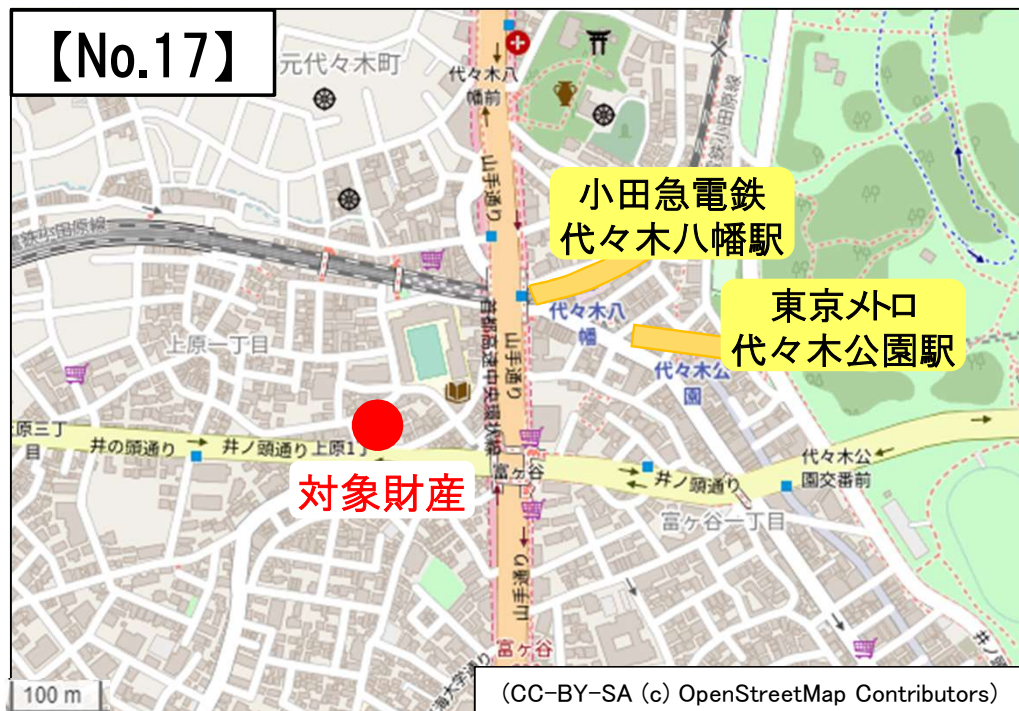 【No.17】
元代々木町
代々木八
幡前
山手通り
小田急電鉄
代々木八幡駅
東京メトロ
代々木公園駅
代々木八
幡
代々木公
園
山手通り
首都高速中央環状線
上原一丁目
井の頭通り
井ノ頭通り
上原1丁
対象財産
富ヶ谷
井ノ頭通り
代々木公
園交番前
富ヶ谷一丁目
富ヶ谷
100 m
(CC-BY-SA (c) OpenStreetMap Contributors)